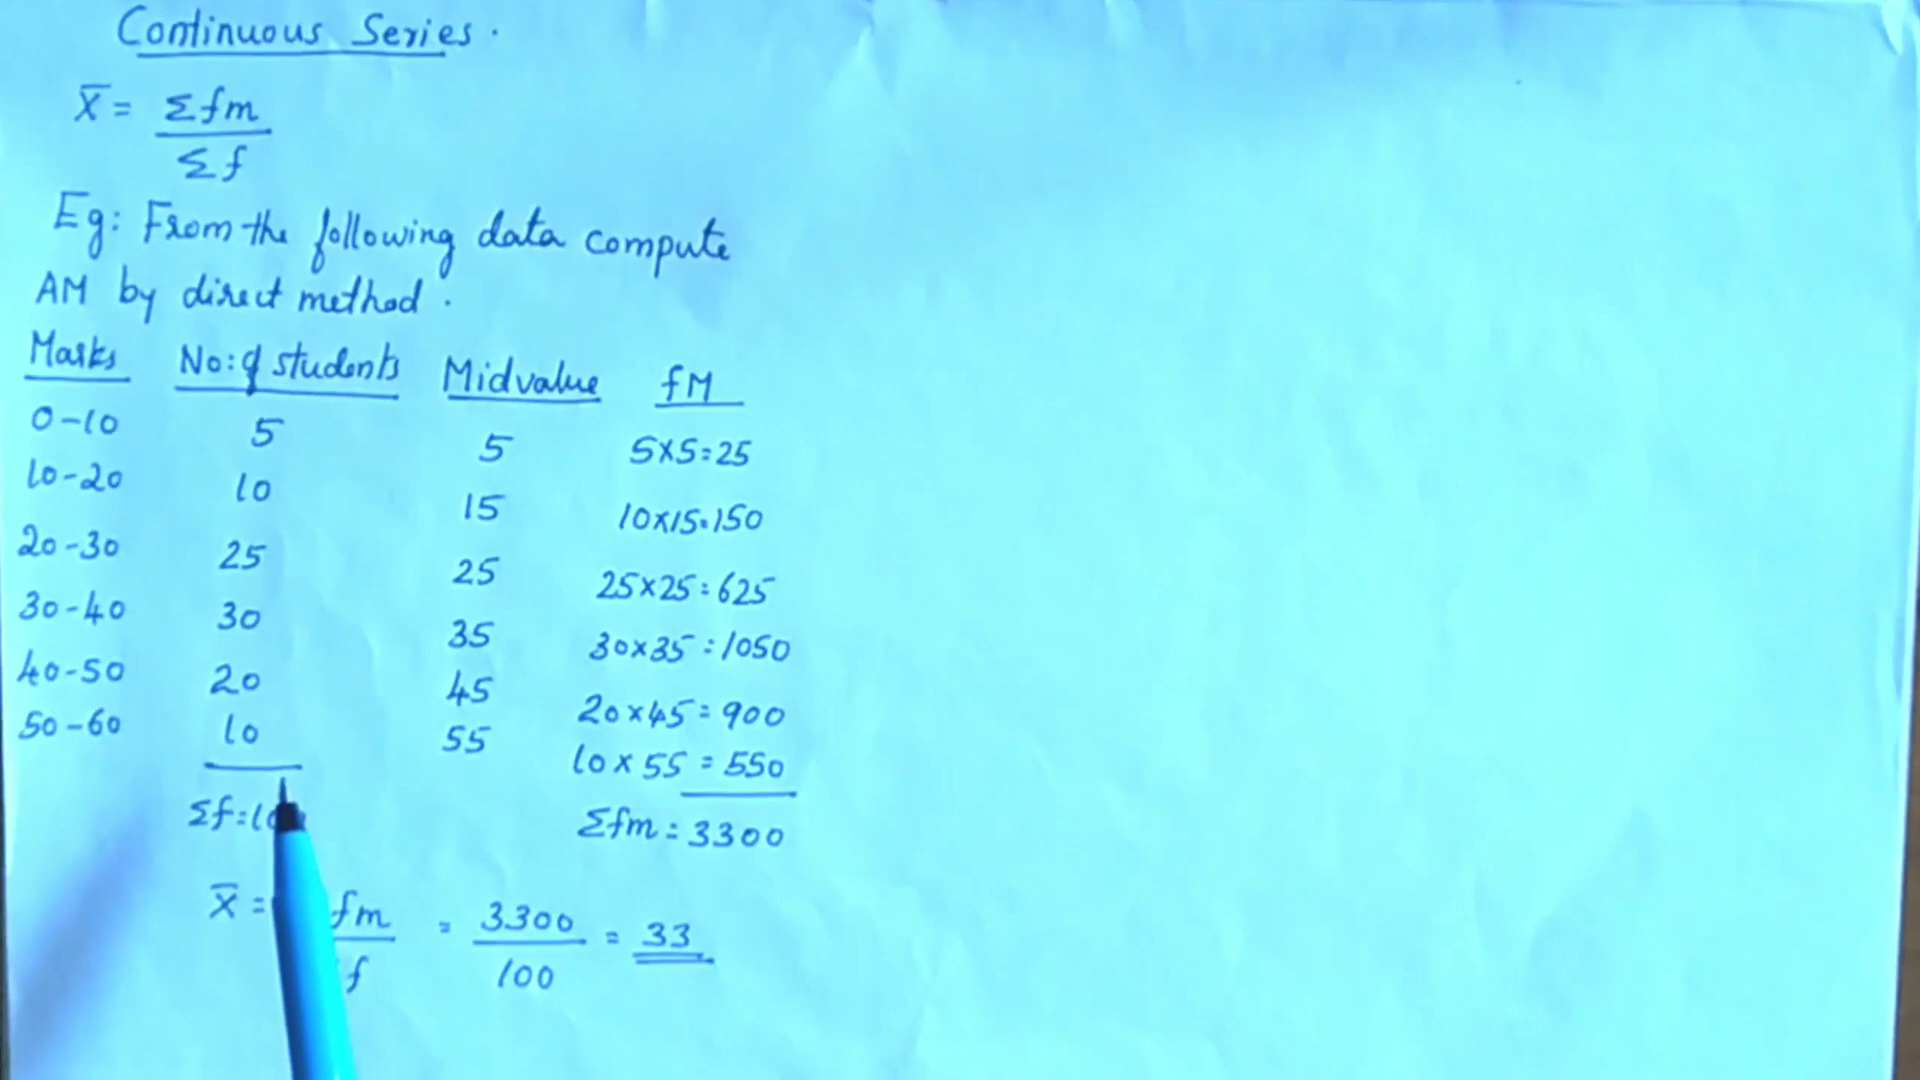 Continuous Series.
X̄ = Σfm / Σf
Eg: From the following data compute
AM by direct method.
Marks No: of students Midvalue fM
0-10 5 5 5×5=25
10-20 10 15 10×15=150
20-30 25 25 25×25=625
30-40 30 35 30×35=1050
40-50 20 45 20×45=900
50-60 10 55 10×55=550
Σf=10 Σfm=3300
X̄ = fm / f = 3300 / 100 = 33